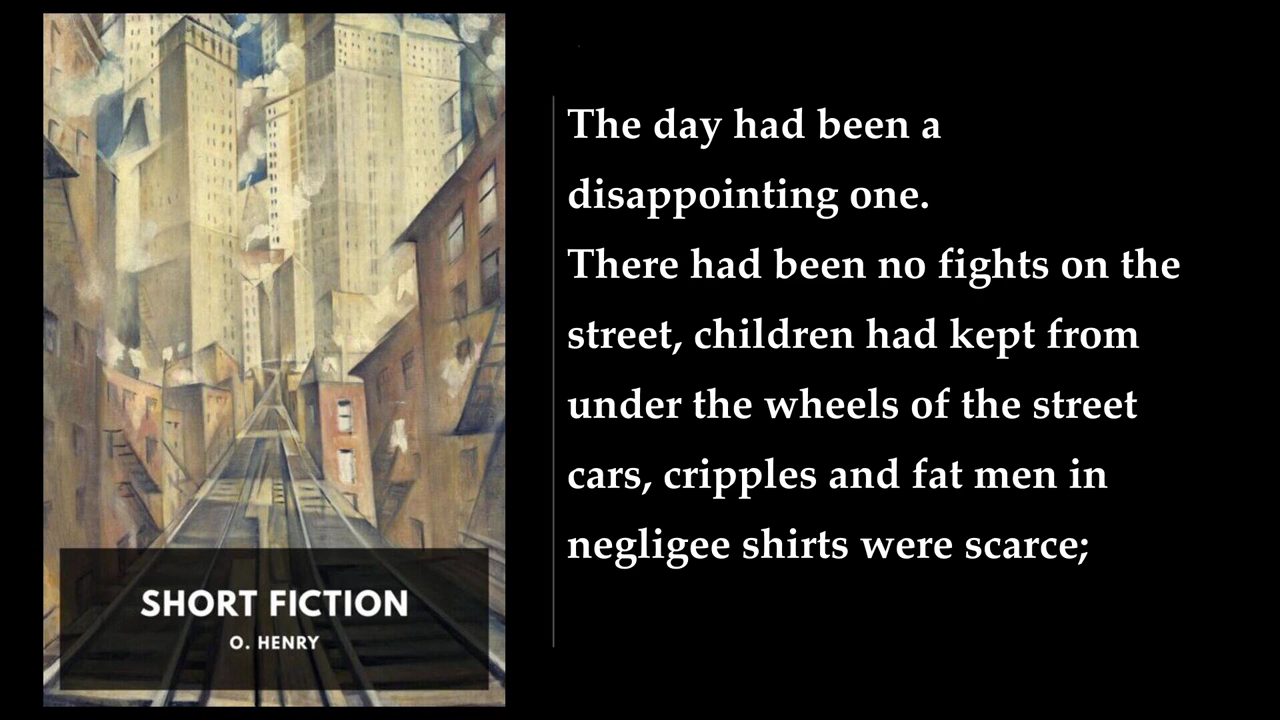 The day had been a
disappointing one.
There had been no fights on the
street, children had kept from
under the wheels of the street
cars, cripples and fat men in
negligee shirts were scarce;
SHORT FICTION
O. HENRY